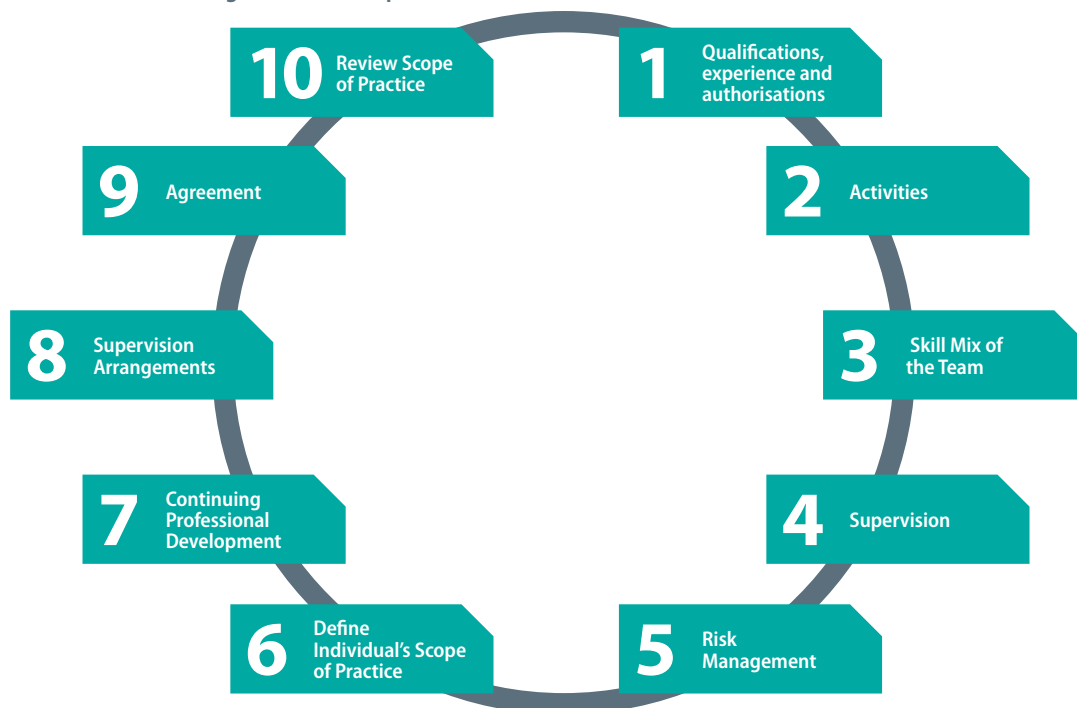 1
Qualifications,
experience and
authorisations
2
Activities
3
Skill Mix of
the Team
4
Supervision
5
Risk
Management
6
Define
Individual's Scope
of Practice
7
Continuing
Professional
Development
8
Supervision
Arrangements
9
Agreement
10
Review Scope
of Practice